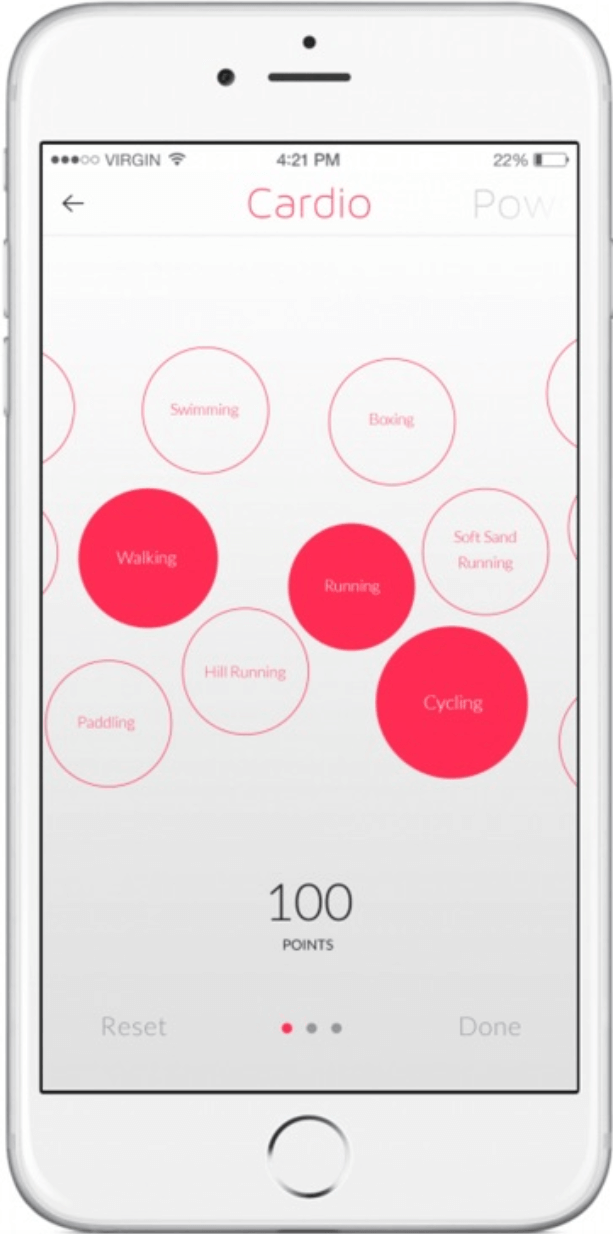 VIRGIN 4:21 PM 22%
Cardio Pow
Swimming
Boxing
Walking
Running
Soft Sand
Running
Hill Running
Paddling
Cycling
100
POINTS
Reset Done